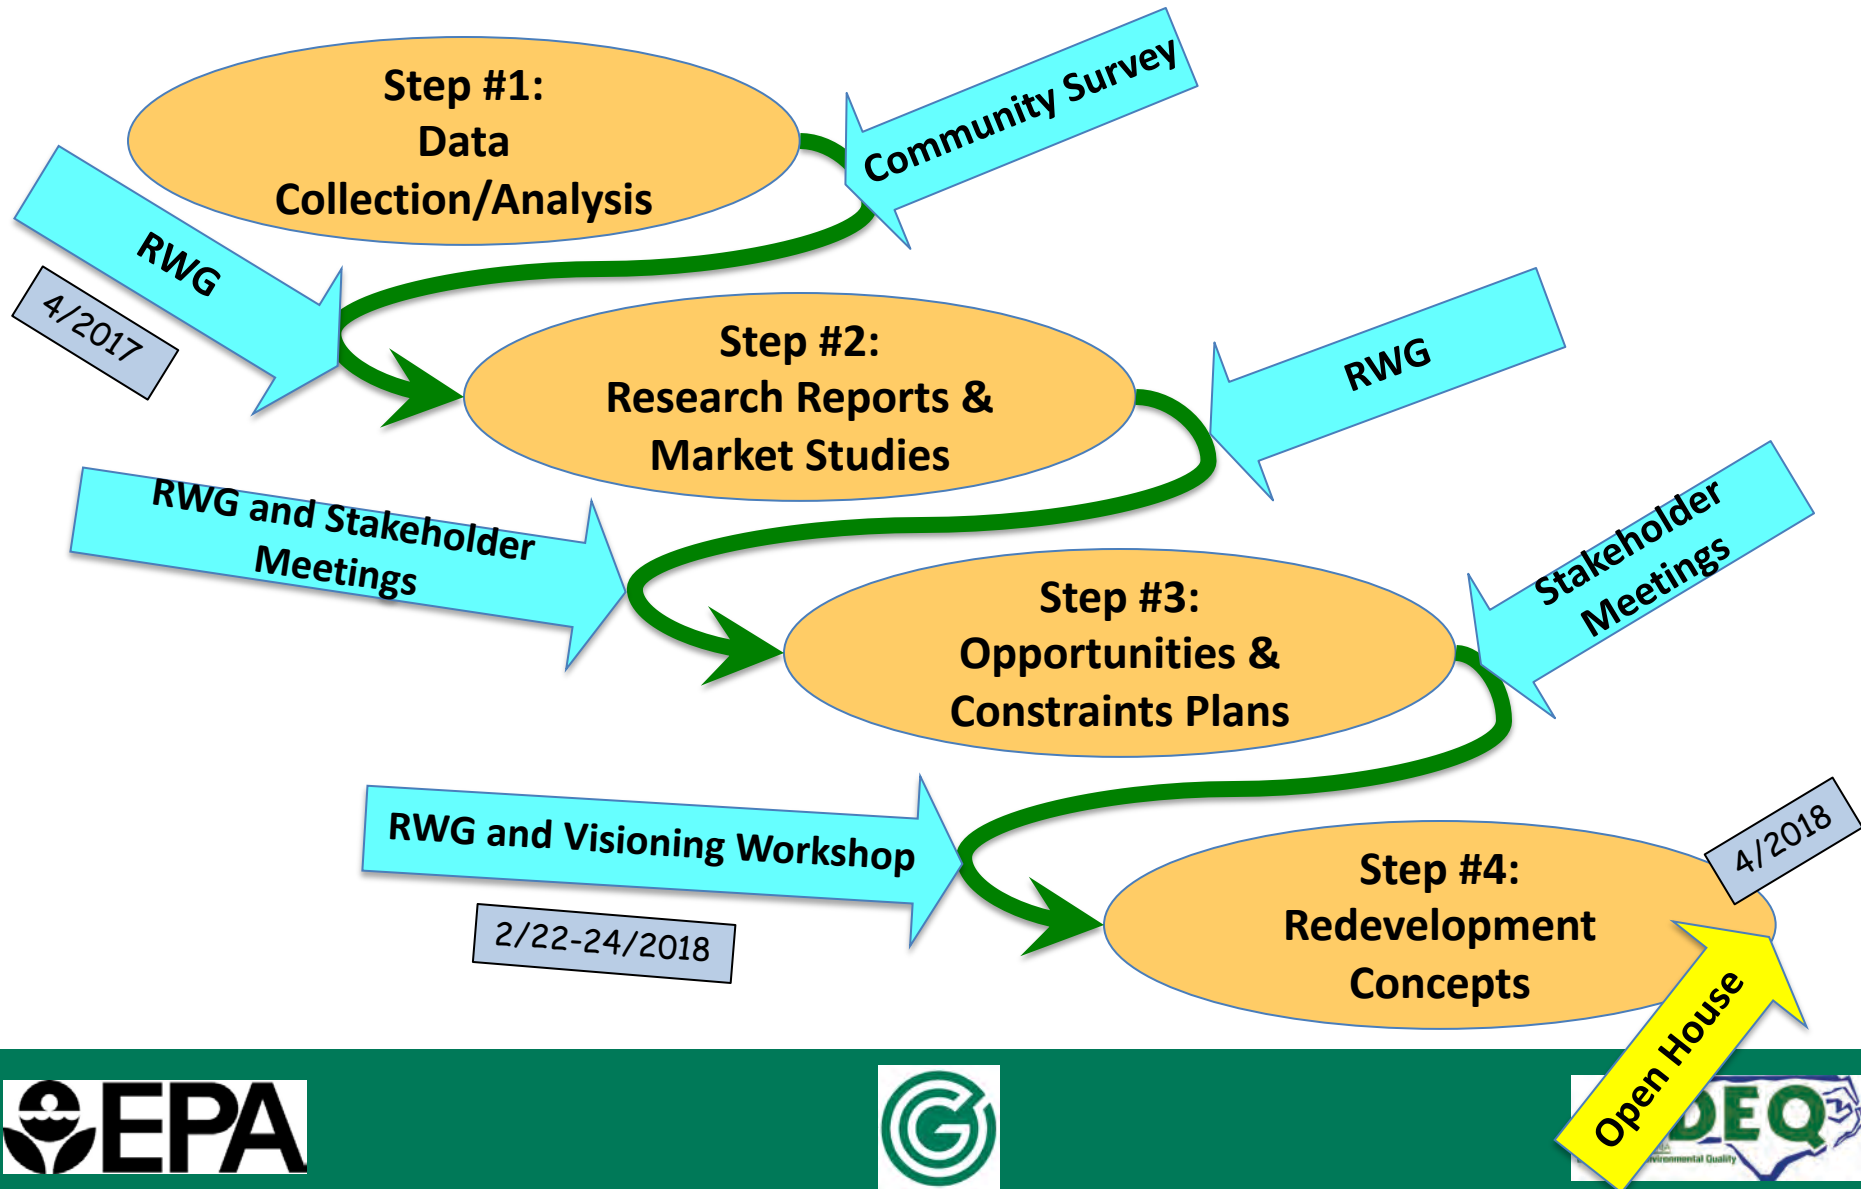 Step #1:
Data
Collection/Analysis
Community Survey
RWG
4/2017
Step #2:
Research Reports &
Market Studies
RWG
RWG and Stakeholder
Meetings
Step #3:
Opportunities &
Constraints Plans
Stakeholder
Meetings
RWG and Visioning Workshop
2/22-24/2018
Step #4:
Redevelopment
Concepts
4/2018
Open House
EPA
DEQ
Environmental Quality